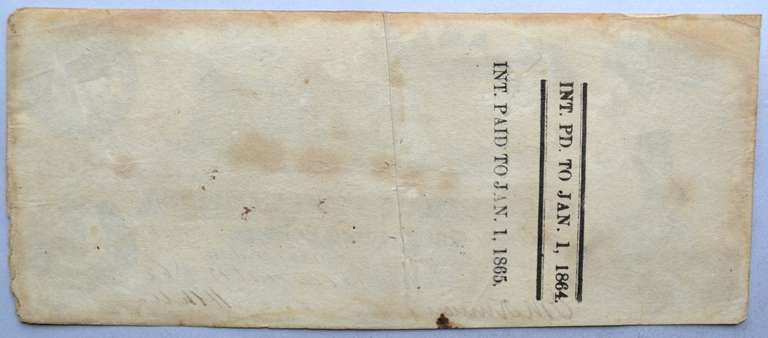 INT. PD. TO JAN. 1, 1864.
INT. PAID TO JAN. 1, 1865.